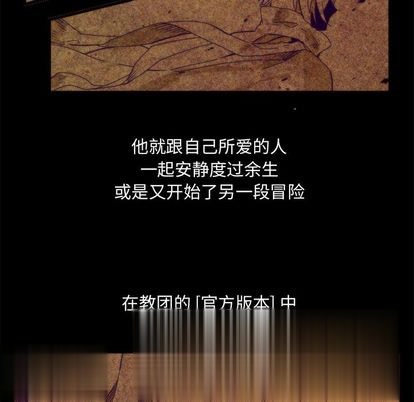 他就跟自己所爱的人
一起安静度过余生
或是又开始了另一段冒险
在教团的 [官方版本] 中